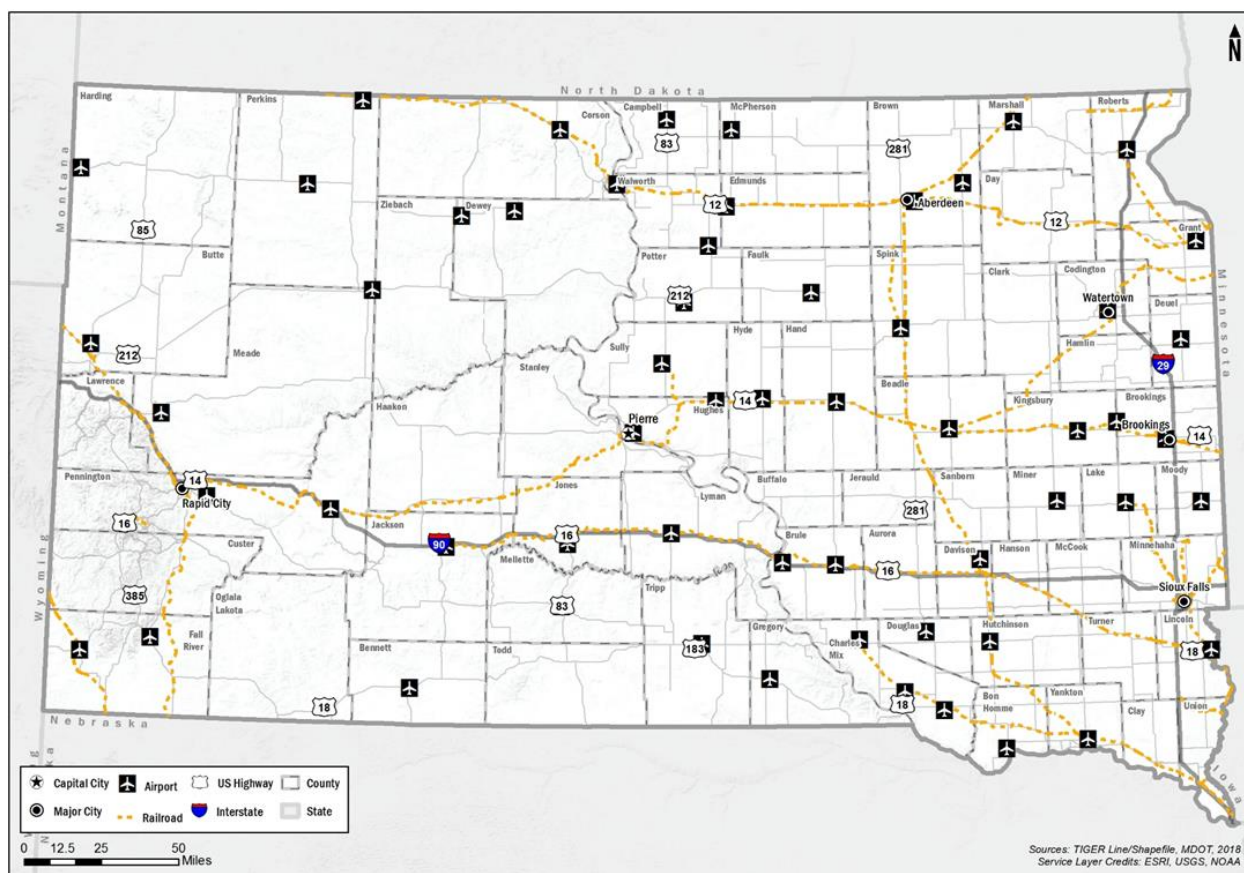 N
North Dakota
Harding
Perkins
Corson
Campbell
McPherson
Brown
Marshall
Roberts
83
281
Montana
Walworth
Edmunds
Day
Ziebach
Dewey
12
Aberdeen
12
Grant
85
Butte
Potter
Faulk
Spink
Clark
Codington
Minnesota
212
Watertown
Deuel
Hamlin
212
Meade
Sully
Hyde
Hand
29
Lawrence
Stanley
Beadle
Haakon
Kingsbury
Brookings
14
Hughes
Pierre
Brookings
14
Pennington
14
Jones
Lyman
Buffalo
Jerauld
Sanborn
Miner
Lake
Moody
Rapid City
16
Jackson
16
281
Custer
90
Brule
Aurora
Davison
Hanson
McCook
Minnehaha
Wyoming
Mellette
16
385
Oglala
Lakota
Tripp
Sioux Falls
83
Gregory
Douglas
Hutchinson
Turner
Lincoln
Fall
River
Bennett
Todd
183
Charles
Mix
18
Bon
Homme
Yankton
Clay
Union
18
18
Nebraska
Iowa
Capital City
Airport
US Highway
County
Major City
Railroad
Interstate
State
0 12.5 25 50
Miles
Sources: TIGER Line/Shapefile, MDOT, 2018
Service Layer Credits: ESRI, USGS, NOAA